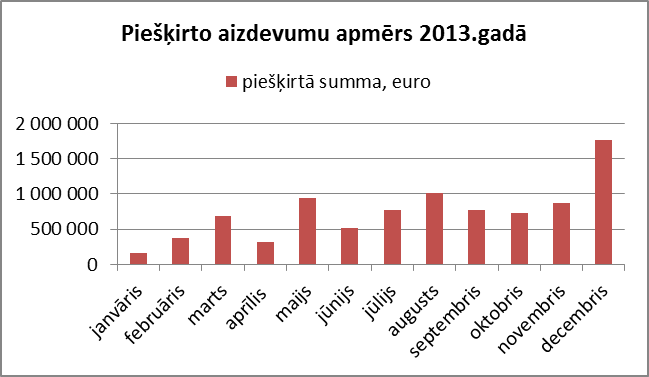 Piešķirto aizdevumu apmērs 2013.gadā
piešķirtā summa, euro
2 000 000
1 500 000
1 000 000
500 000
0
janvāris
februāris
marts
aprīlis
maijs
jūnijs
jūlijs
augusts
septembris
oktobris
novembris
decembris